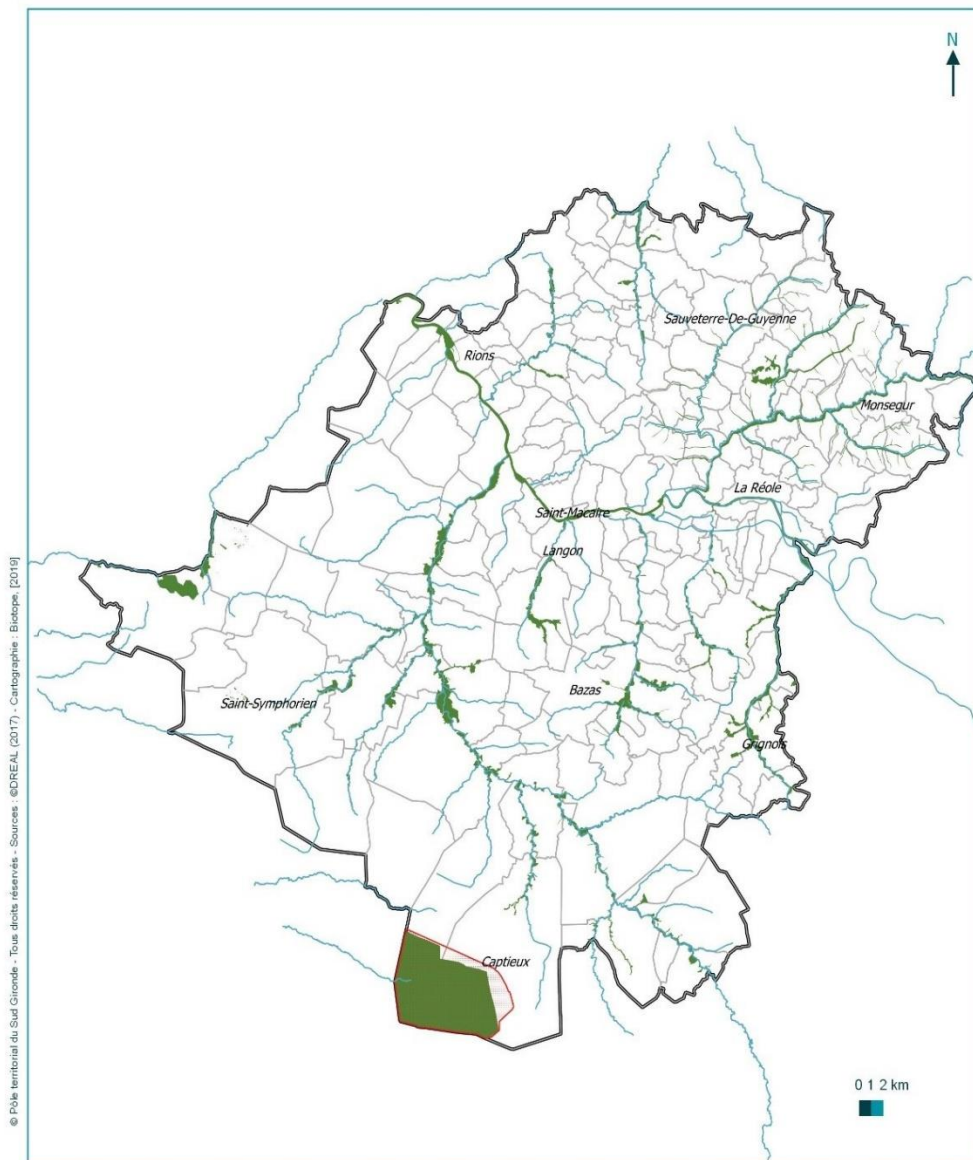 N
Sauveterre-De-Guyenne
Rions
Monsegur
La Réole
Saint-Macaire
Langon
Saint-Symphorien
Bazas
Grignols
Captieux
0 1 2 km
© Pôle territorial du Sud Gironde - Tous droits réservés - Sources : ©DREAL (2017) - Cartographie : Biotope, [2019]